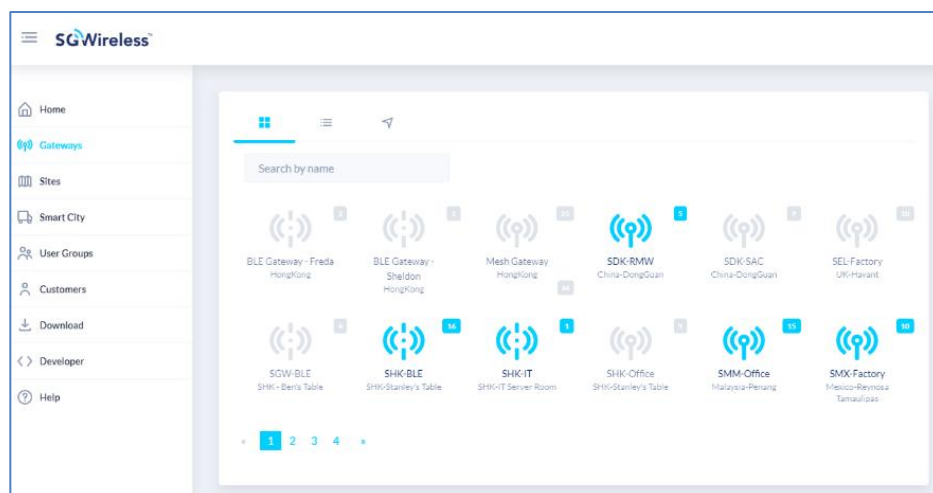 SGWireless™
Home
Gateways
Sites
Smart City
User Groups
Customers
Download
Developer
Help
Search by name
5
BLE Gateway - Freda
HongKong
BLE Gateway - Sheldon
HongKong
Mesh Gateway
HongKong
SDK-RMW
China-DongGuan
SDK-SAC
China-DongGuan
SEL-Factory
UK-Havant
16
1
15
10
SGW-BLE
SHK - Ben's Table
SHK-BLE
SHK-Stanley's Table
SHK-IT
SHK-IT Server Room
SHK-Office
SHK-Stanley's Table
SMM-Office
Malaysia-Penang
SMX-Factory
Mexico-Reynosa
Tamaulipas
« 1 2 3 4 »